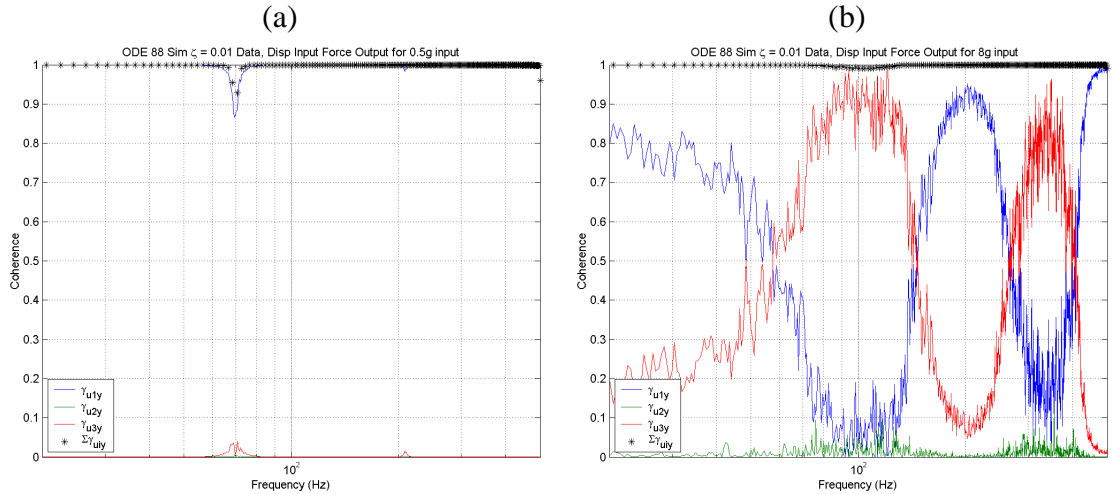 (a)
ODE 88 Sim ζ = 0.01 Data, Disp Input Force Output for 0.5g input
1
0.9
0.8
0.7
0.6
0.5
0.4
0.3
0.2
0.1
0
Coherence
γu1y
γu2y
γu3y
Σγuiy
10²
Frequency (Hz)
(b)
ODE 88 Sim ζ = 0.01 Data, Disp Input Force Output for 8g input
1
0.9
0.8
0.7
0.6
0.5
0.4
0.3
0.2
0.1
0
Coherence
γu1y
γu2y
γu3y
Σγuiy
10²
Frequency (Hz)